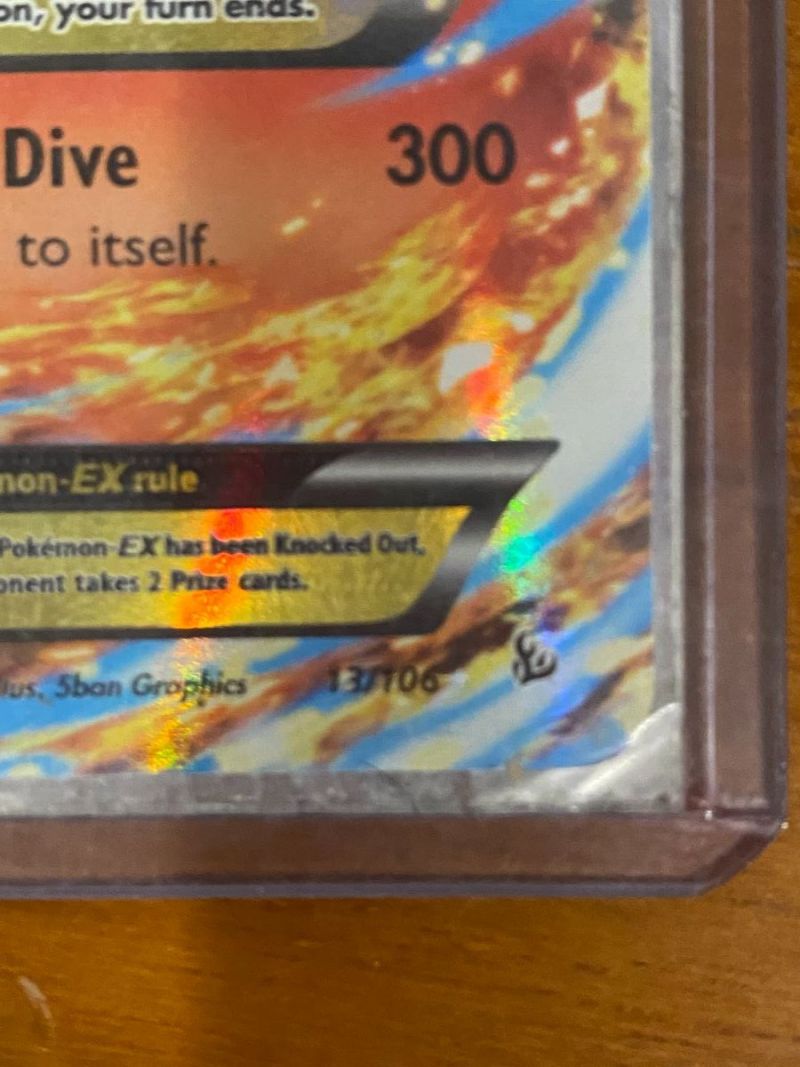 on, your turn ends.
Dive 300
to itself.
mon-EX rule
Pokémon-EX has been Knocked Out,
onent takes 2 Prize cards.
lus, 5ban Graphics 13/106